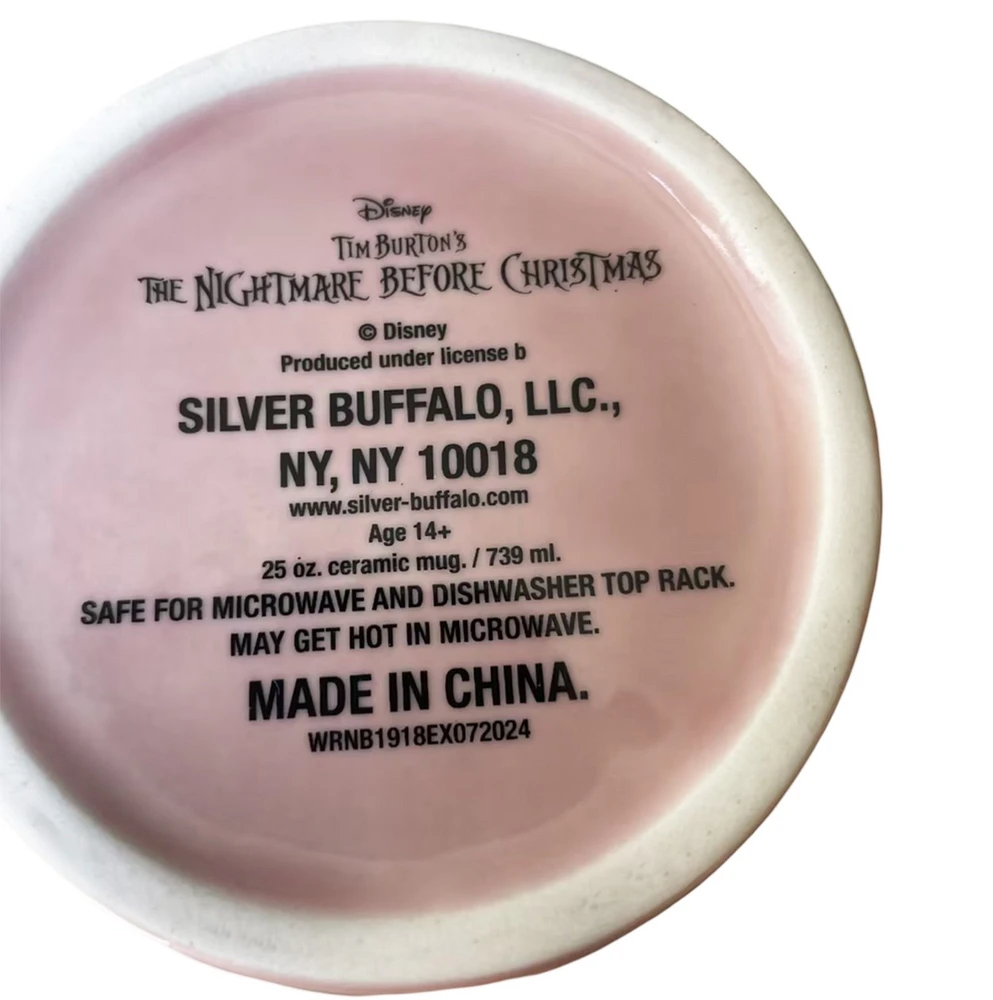 Disney
TIM BURTON'S
THE NIGHTMARE BEFORE CHRISTMAS
© Disney
Produced under license b
SILVER BUFFALO, LLC.,
NY, NY 10018
www.silver-buffalo.com
Age 14+
25 oz. ceramic mug. / 739 ml.
SAFE FOR MICROWAVE AND DISHWASHER TOP RACK.
MAY GET HOT IN MICROWAVE.
MADE IN CHINA.
WRNB1918EX072024